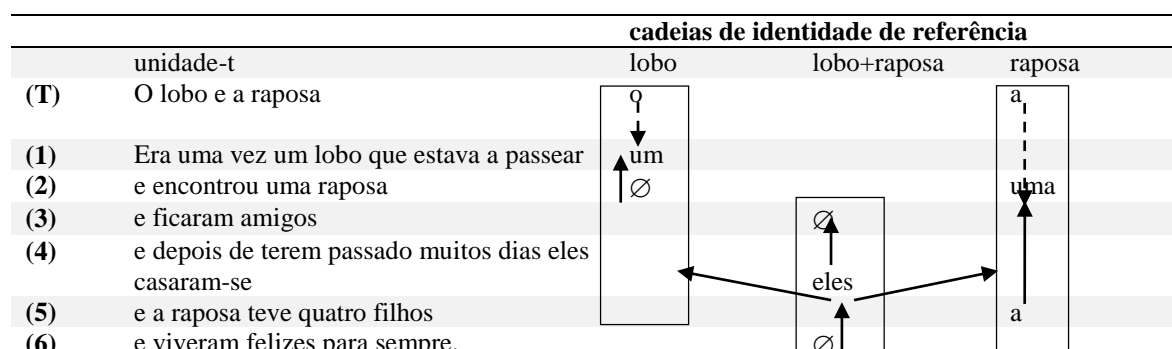 cadeias de identidade de referência
unidade-t lobo lobo+raposa raposa
(T) O lobo e a raposa o a
(1) Era uma vez um lobo que estava a passear um
(2) e encontrou uma raposa ∅ uma
(3) e ficaram amigos ∅
(4) e depois de terem passado muitos dias eles
casaram-se eles
(5) e a raposa teve quatro filhos a
(6) e viveram felizes para sempre. ∅